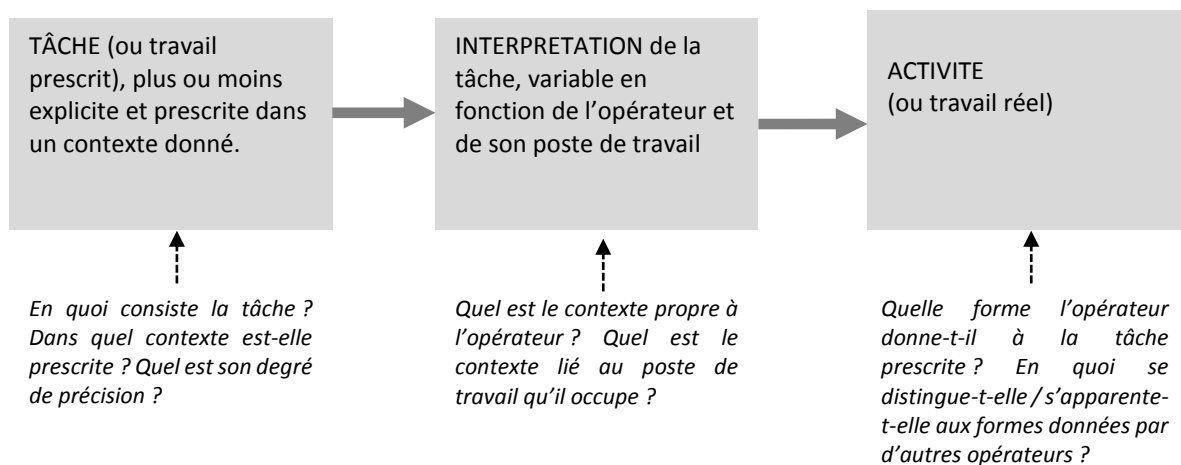 TÂCHE (ou travail
prescrit), plus ou moins
explicite et prescrite dans
un contexte donné.
INTERPRETATION de la
tâche, variable en
fonction de l’opérateur et
de son poste de travail
ACTIVITE
(ou travail réel)
En quoi consiste la tâche ?
Dans quel contexte est-elle
prescrite ? Quel est son degré
de précision ?
Quel est le contexte propre à
l’opérateur ? Quel est le
contexte lié au poste de
travail qu’il occupe ?
Quelle forme l’opérateur
donne-t-il à la tâche
prescrite ? En quoi se
distingue-t-elle / s’apparente-
t-elle aux formes données par
d’autres opérateurs ?